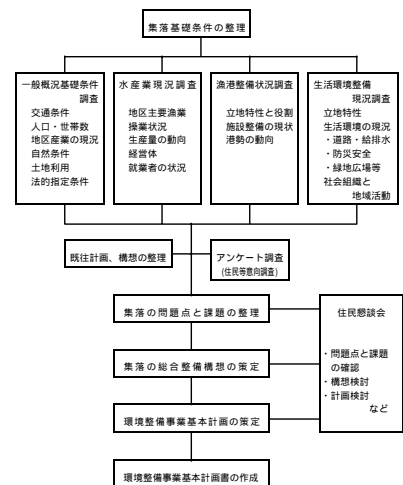 集落基礎条件の整理
一般概況基礎条件
調査
交通条件
人口・世帯数
地区産業の現況
自然条件
土地利用
法的指定条件
水産業現況調査
地区主要漁業
操業状況
生産量の動向
経営体
就業者の状況
漁港整備状況調査
立地特性と役割
施設整備の現状
港勢の動向
生活環境整備
現況調査
立地特性
生活環境の現況
・道路・給排水
・防災安全
・緑地広場等
社会組織と
地域活動
既往計画、構想の整理
アンケート調査
(住民等意向調査)
集落の問題点と課題の整理
住民懇談会
・問題点と課題
の確認
・構想検討
・計画検討
など
集落の総合整備構想の策定
環境整備事業基本計画の策定
環境整備事業基本計画書の作成